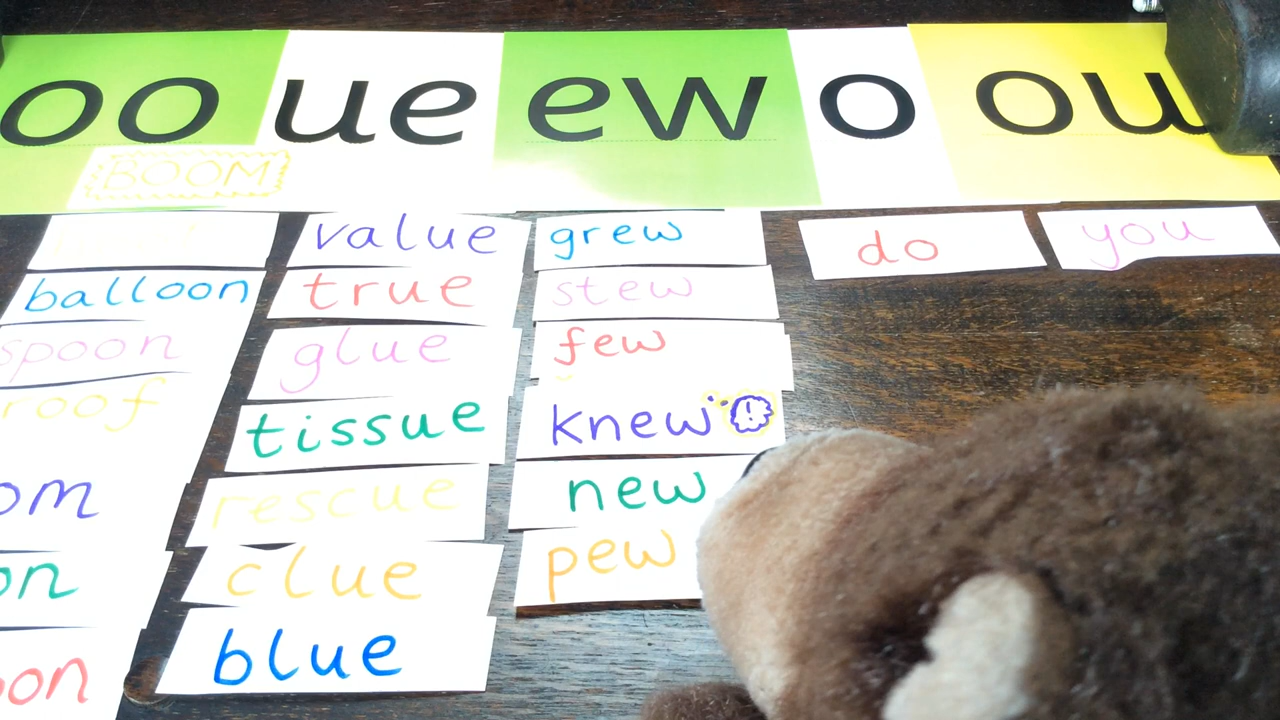 oo ue ew o ou
BOOM
value grew do you
balloon true stew
spoon glue few
roof tissue knew !
rescue new
clue pew
blue